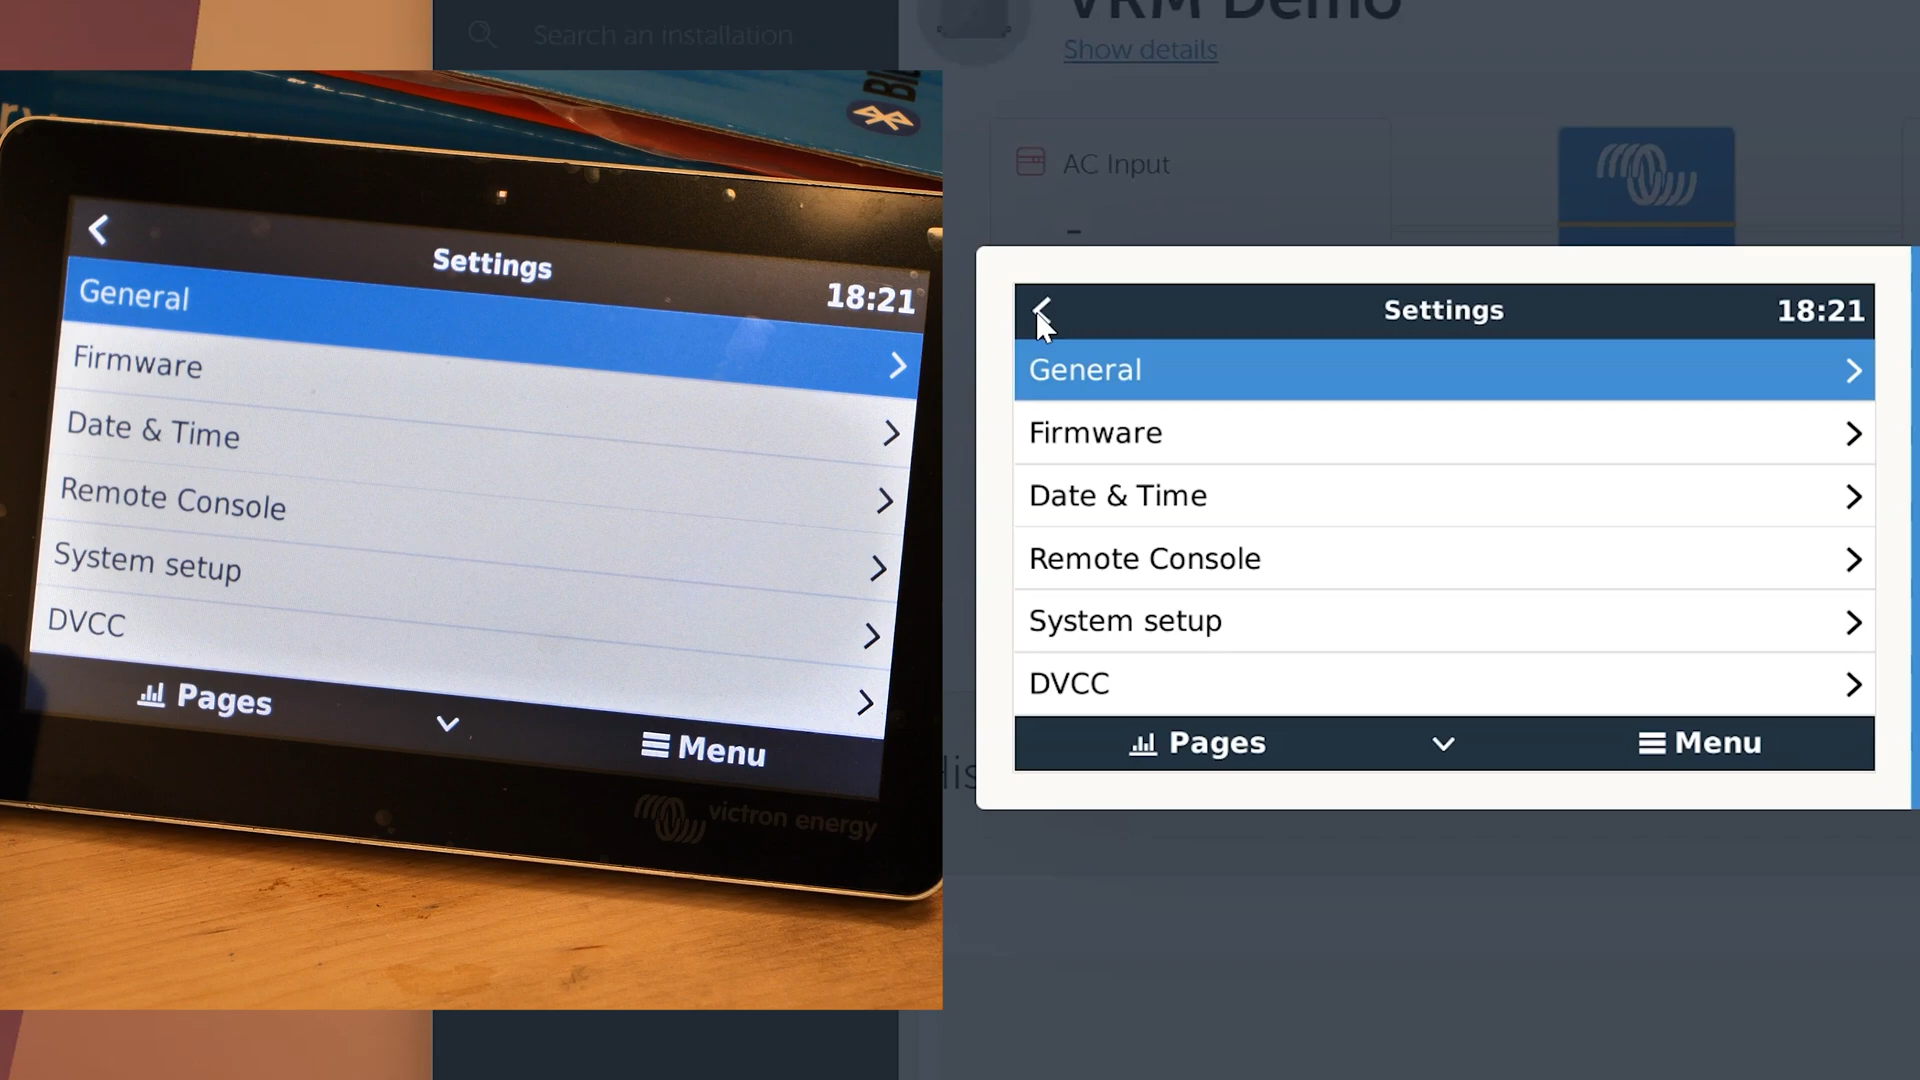 Search an installation
VRM Demo
Show details
AC Input
-
Settings
18:21
General
Firmware
Date & Time
Remote Console
System setup
DVCC
Pages
Menu
victron energy
Settings
18:21
General
Firmware
Date & Time
Remote Console
System setup
DVCC
Pages
Menu